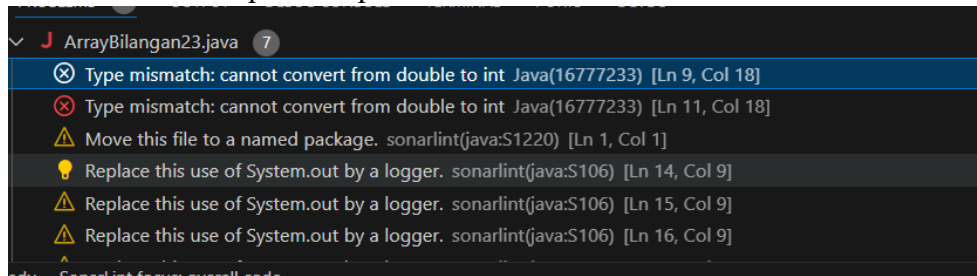 ArrayBilangan23.java 7
Type mismatch: cannot convert from double to int Java(16777233) [Ln 9, Col 18]
Type mismatch: cannot convert from double to int Java(16777233) [Ln 11, Col 18]
Move this file to a named package. sonarlint(java:S1220) [Ln 1, Col 1]
Replace this use of System.out by a logger. sonarlint(java:S106) [Ln 14, Col 9]
Replace this use of System.out by a logger. sonarlint(java:S106) [Ln 15, Col 9]
Replace this use of System.out by a logger. sonarlint(java:S106) [Ln 16, Col 9]